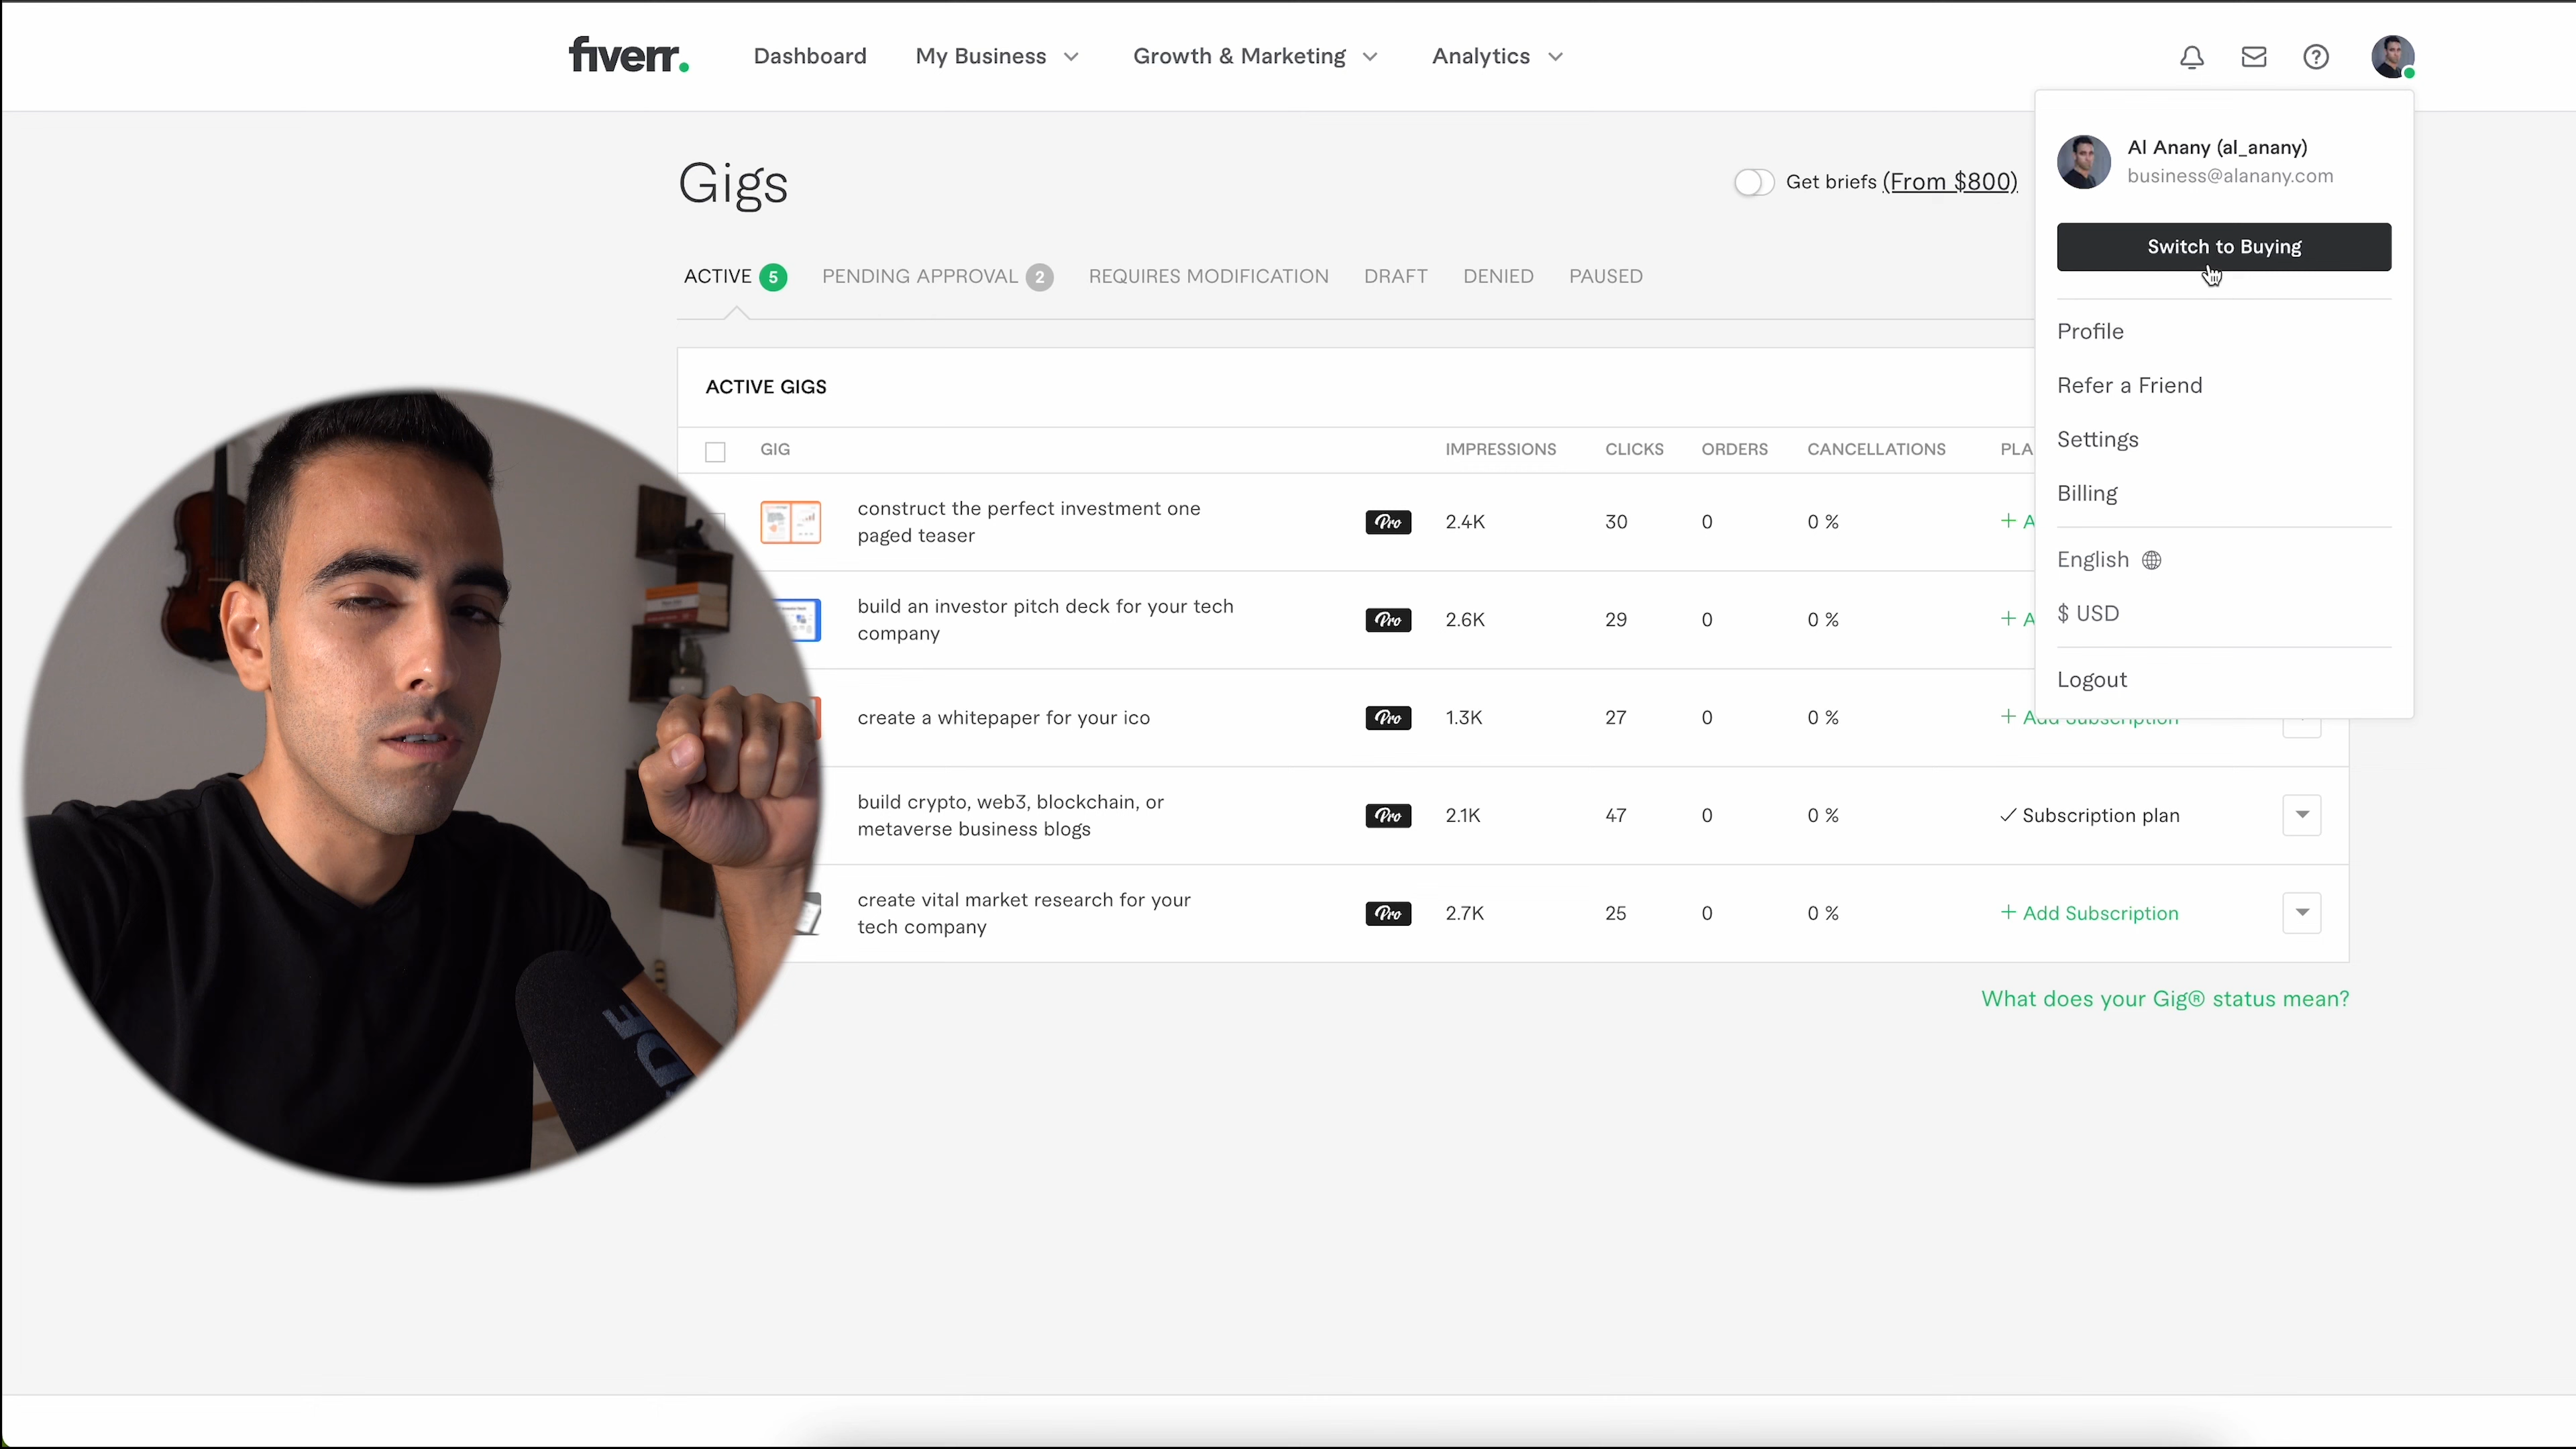 fiverr.
Dashboard
My Business
Growth & Marketing
Analytics
Al Anany (al_anany)
business@alanany.com
Switch to Buying
Profile
Refer a Friend
Settings
Billing
English
$ USD
Logout
Gigs
Get briefs (From $800)
ACTIVE 5
PENDING APPROVAL 2
REQUIRES MODIFICATION
DRAFT
DENIED
PAUSED
ACTIVE GIGS
GIG IMPRESSIONS CLICKS ORDERS CANCELLATIONS
construct the perfect investment one
paged teaser
Pro 2.4K 30 0 0 %
build an investor pitch deck for your tech
company
Pro 2.6K 29 0 0 %
create a whitepaper for your ico
Pro 1.3K 27 0 0 % + Add Subscription
build crypto, web3, blockchain, or
metaverse business blogs
Pro 2.1K 47 0 0 % ✓ Subscription plan
create vital market research for your
tech company
Pro 2.7K 25 0 0 % + Add Subscription
What does your Gig® status mean?